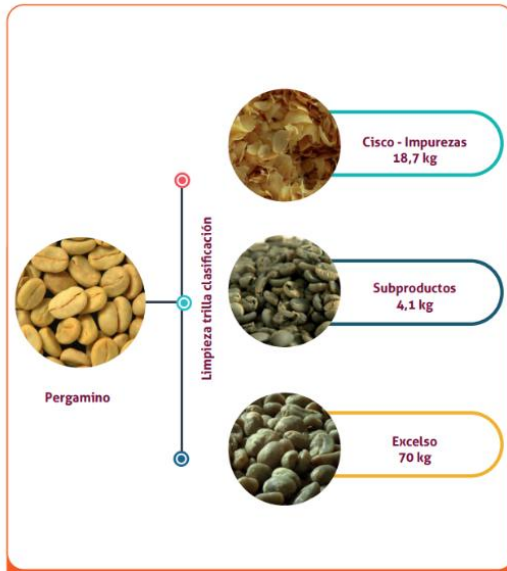 Pergamino
Limpieza trilla clasificación
Cisco - Impurezas
18,7 kg
Subproductos
4,1 kg
Excelso
70 kg